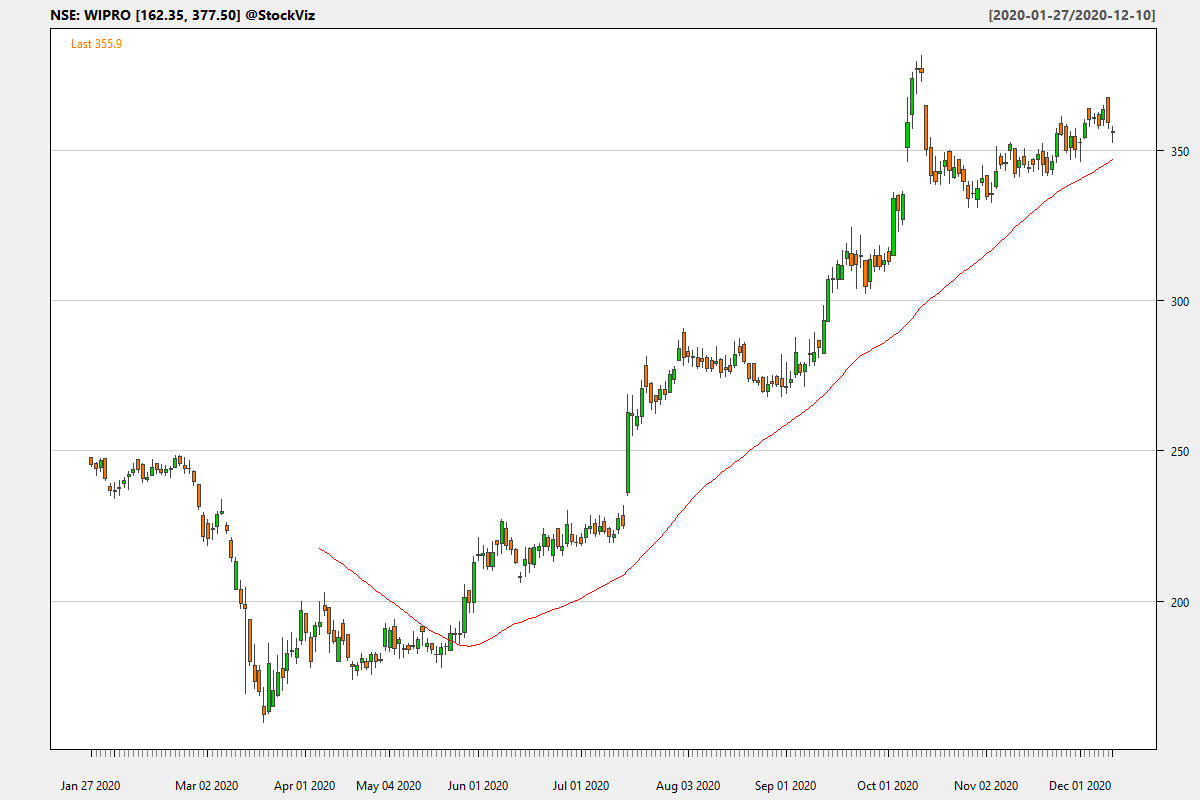 NSE: WIPRO [162.35, 377.50] @StockViz [2020-01-27/2020-12-10]
Last 355.9
350
300
250
200
Jan 27 2020 Mar 02 2020 Apr 01 2020 May 04 2020 Jun 01 2020 Jul 01 2020 Aug 03 2020 Sep 01 2020 Oct 01 2020 Nov 02 2020 Dec 01 2020